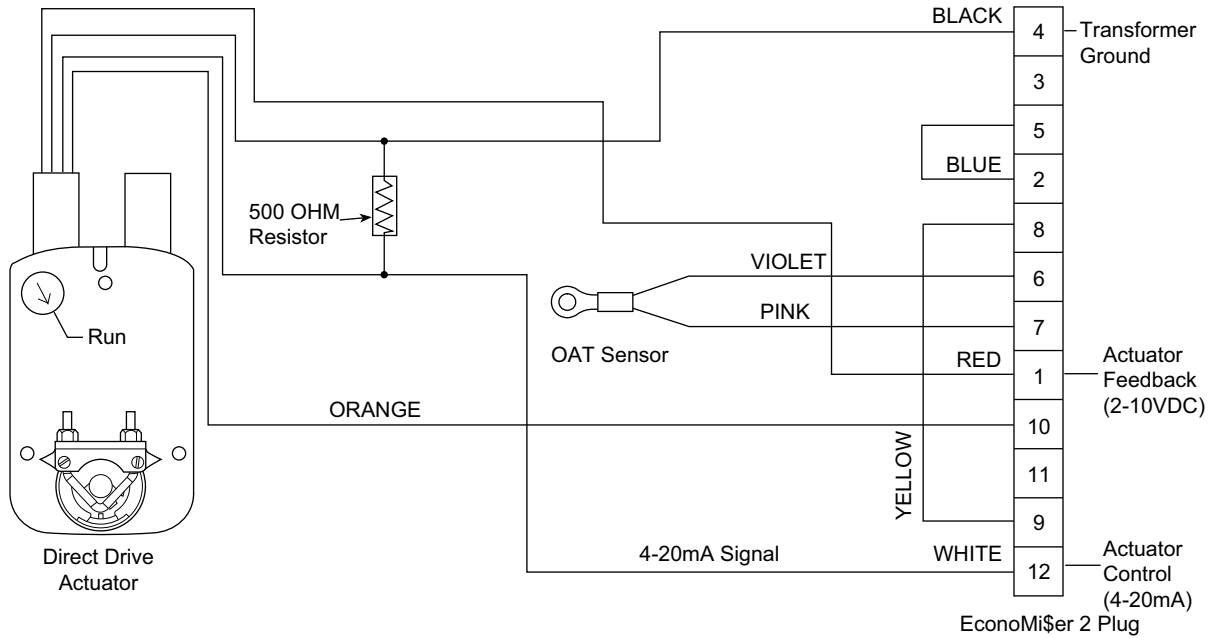 BLACK
4
Transformer
Ground
3
5
BLUE
2
500 OHM
Resistor
8
VIOLET
6
PINK
7
Run
OAT Sensor
RED
1
Actuator
Feedback
(2-10VDC)
ORANGE
10
YELLOW
11
9
Direct Drive
Actuator
4-20mA Signal
WHITE
12
Actuator
Control
(4-20mA)
EconoMi$er 2 Plug